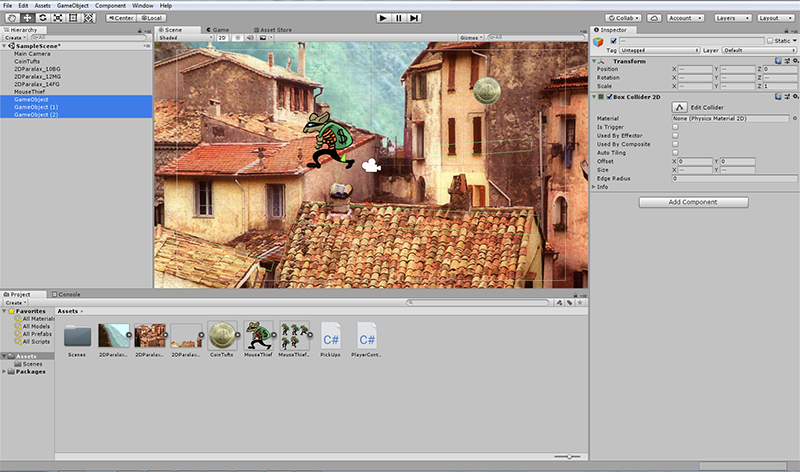 File Edit Assets GameObject Component Window Help
Center Local Collab Account Layers Layout
Hierarchy
Create All
SampleScene*
Main Camera
CoinTufts
2DParalax_10BG
2DParalax_12MG
2DParalax_14FG
MouseThief
GameObject
GameObject (1)
GameObject (2)
Scene Game Asset Store
Shaded 2D Gizmos All
Inspector
Static
Tag Untagged Layer Default
Transform
Position X — Y — Z 0
Rotation X — Y — Z —
Scale X — Y — Z 1
Box Collider 2D
Edit Collider
Material None (Physics Material 2D)
Is Trigger
Used By Effector
Used By Composite
Auto Tiling
Offset X 0 Y 0
Size X — Y —
Edge Radius 0
Info
Add Component
Project Console
Create
Favorites
All Materials
All Models
All Prefabs
All Scripts
Assets
Scenes
Packages
Assets
Scenes 2DParalax... 2DParalax... 2DParalax... CoinTufts MouseThief MouseThief... PickUps PlayerCont...
C# C#